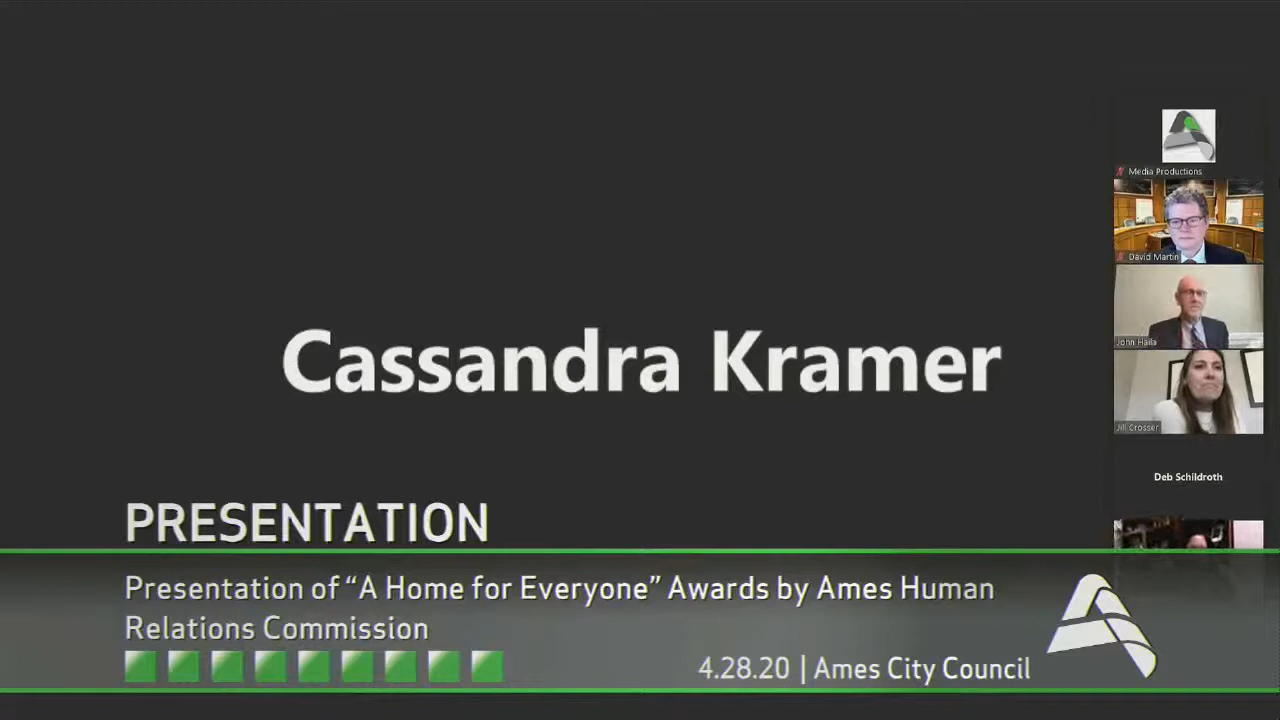 Media Productions
David Martin
John Haila
Jill Crosser
Deb Schildroth
Cassandra Kramer
PRESENTATION
Presentation of “A Home for Everyone” Awards by Ames Human
Relations Commission
4.28.20 | Ames City Council